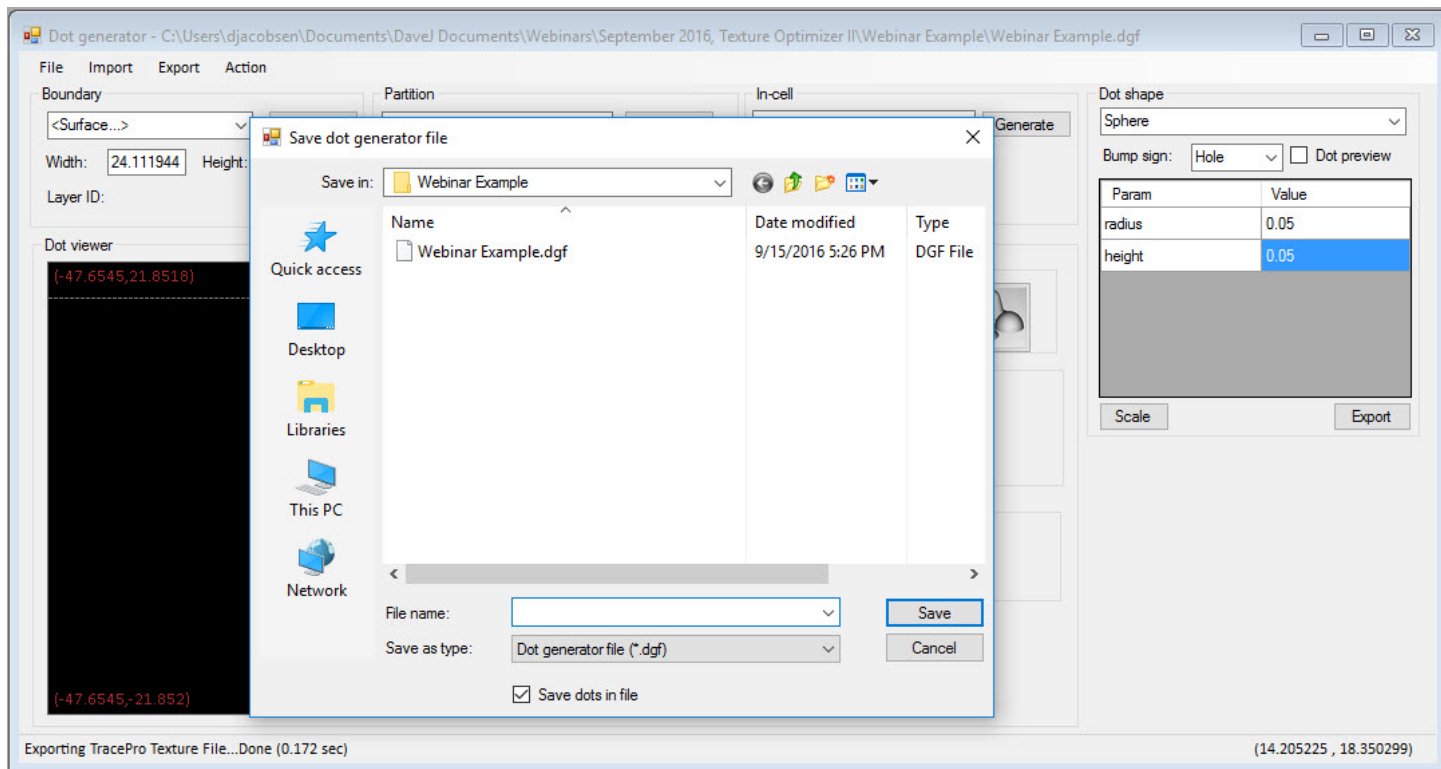 Dot generator - C:\Users\djacobsen\Documents\DaveJ Documents\Webinars\September 2016, Texture Optimizer II\Webinar Example\Webinar Example.dgf
File Import Export Action
Boundary
Partition
In-cell
Dot shape
<Surface...>
Generate
Sphere
Width: 24.111944 Height:
Bump sign: Hole Dot preview
Layer ID:
Param Value
radius 0.05
height 0.05
Scale Export
Dot viewer
(-47.6545,21.8518)
(-47.6545,-21.852)
Save dot generator file
Save in: Webinar Example
Name Date modified Type
Webinar Example.dgf 9/15/2016 5:26 PM DGF File
Quick access
Desktop
Libraries
This PC
Network
File name: Save
Save as type: Dot generator file (*.dgf) Cancel
Save dots in file
Exporting TracePro Texture File...Done (0.172 sec) (14.205225 , 18.350299)